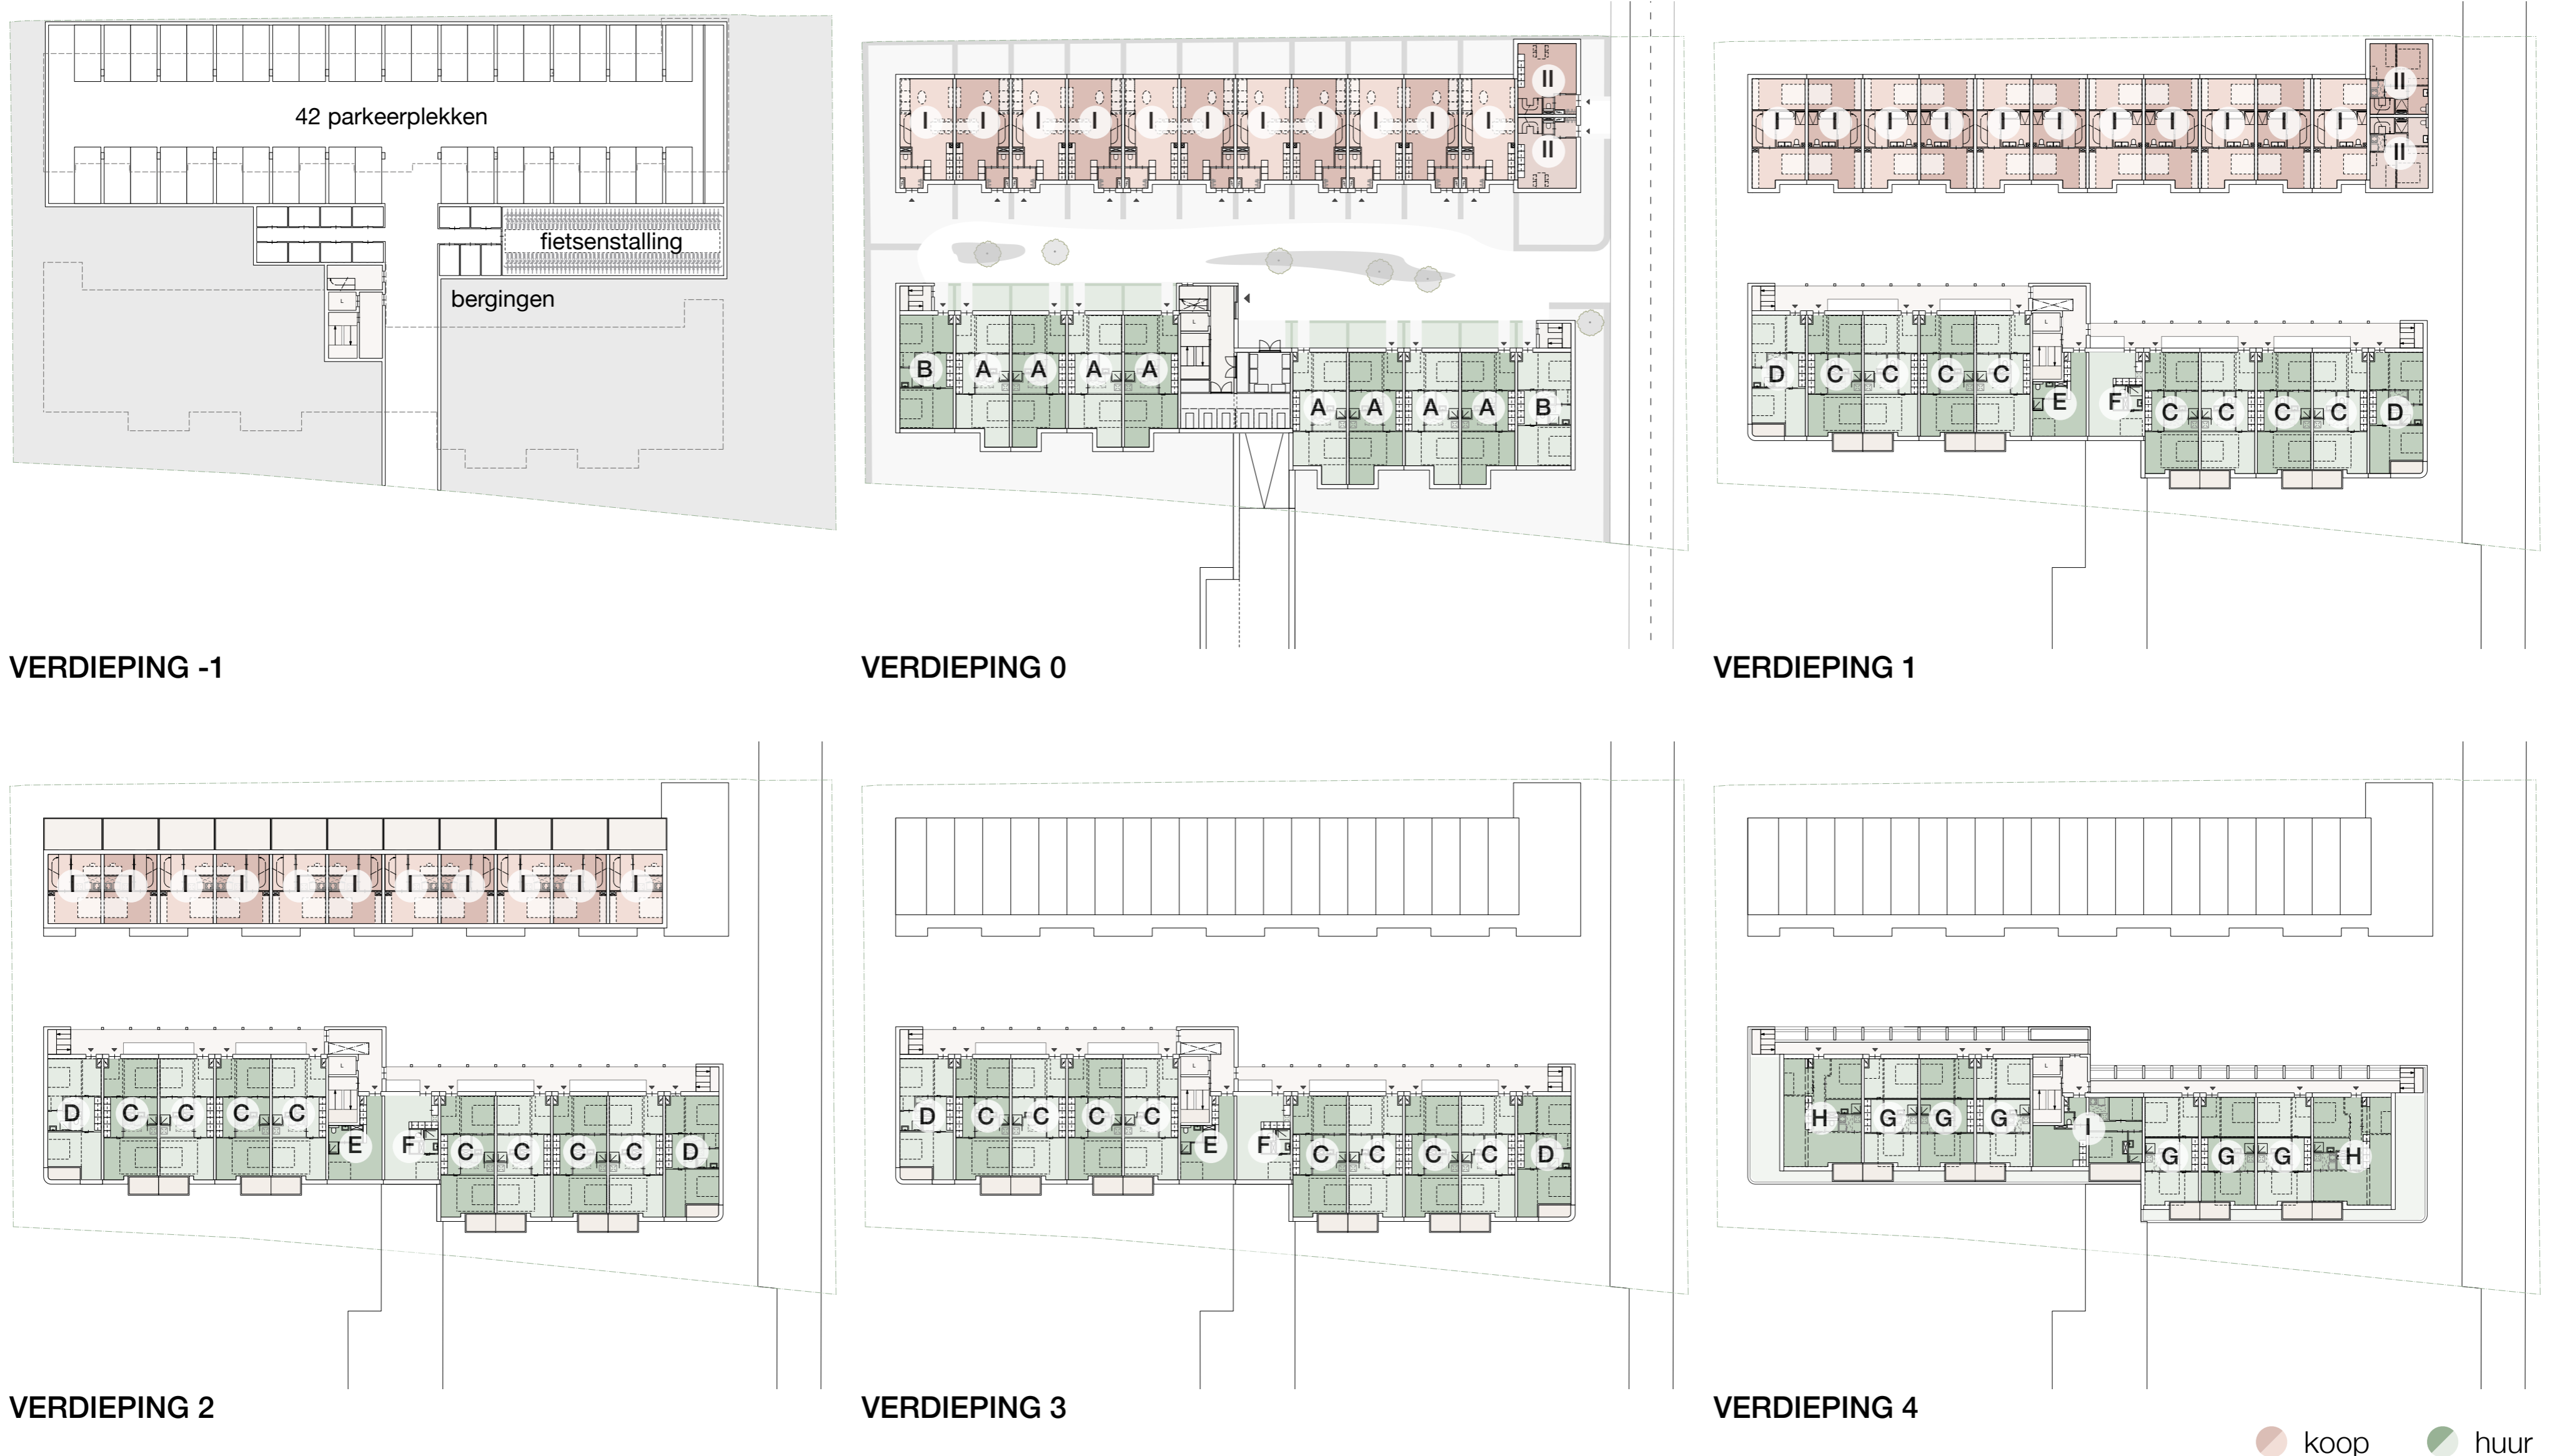 42 parkeerplekken
fietsenstalling
L
bergingen
VERDIEPING -1
II
I I I I I I I I I I I
II
L
B A A A A
A A A A B
VERDIEPING 0
II
I I I I I I I I I I I
II
L
D C C C C
E F
C C C C D
VERDIEPING 1
I I I I I I I I I I I
L
D C C C C
E F C C C C D
VERDIEPING 2
L
D C C C C
E F C C C C D
VERDIEPING 3
L
H G G G I
G G G H
VERDIEPING 4
koop huur